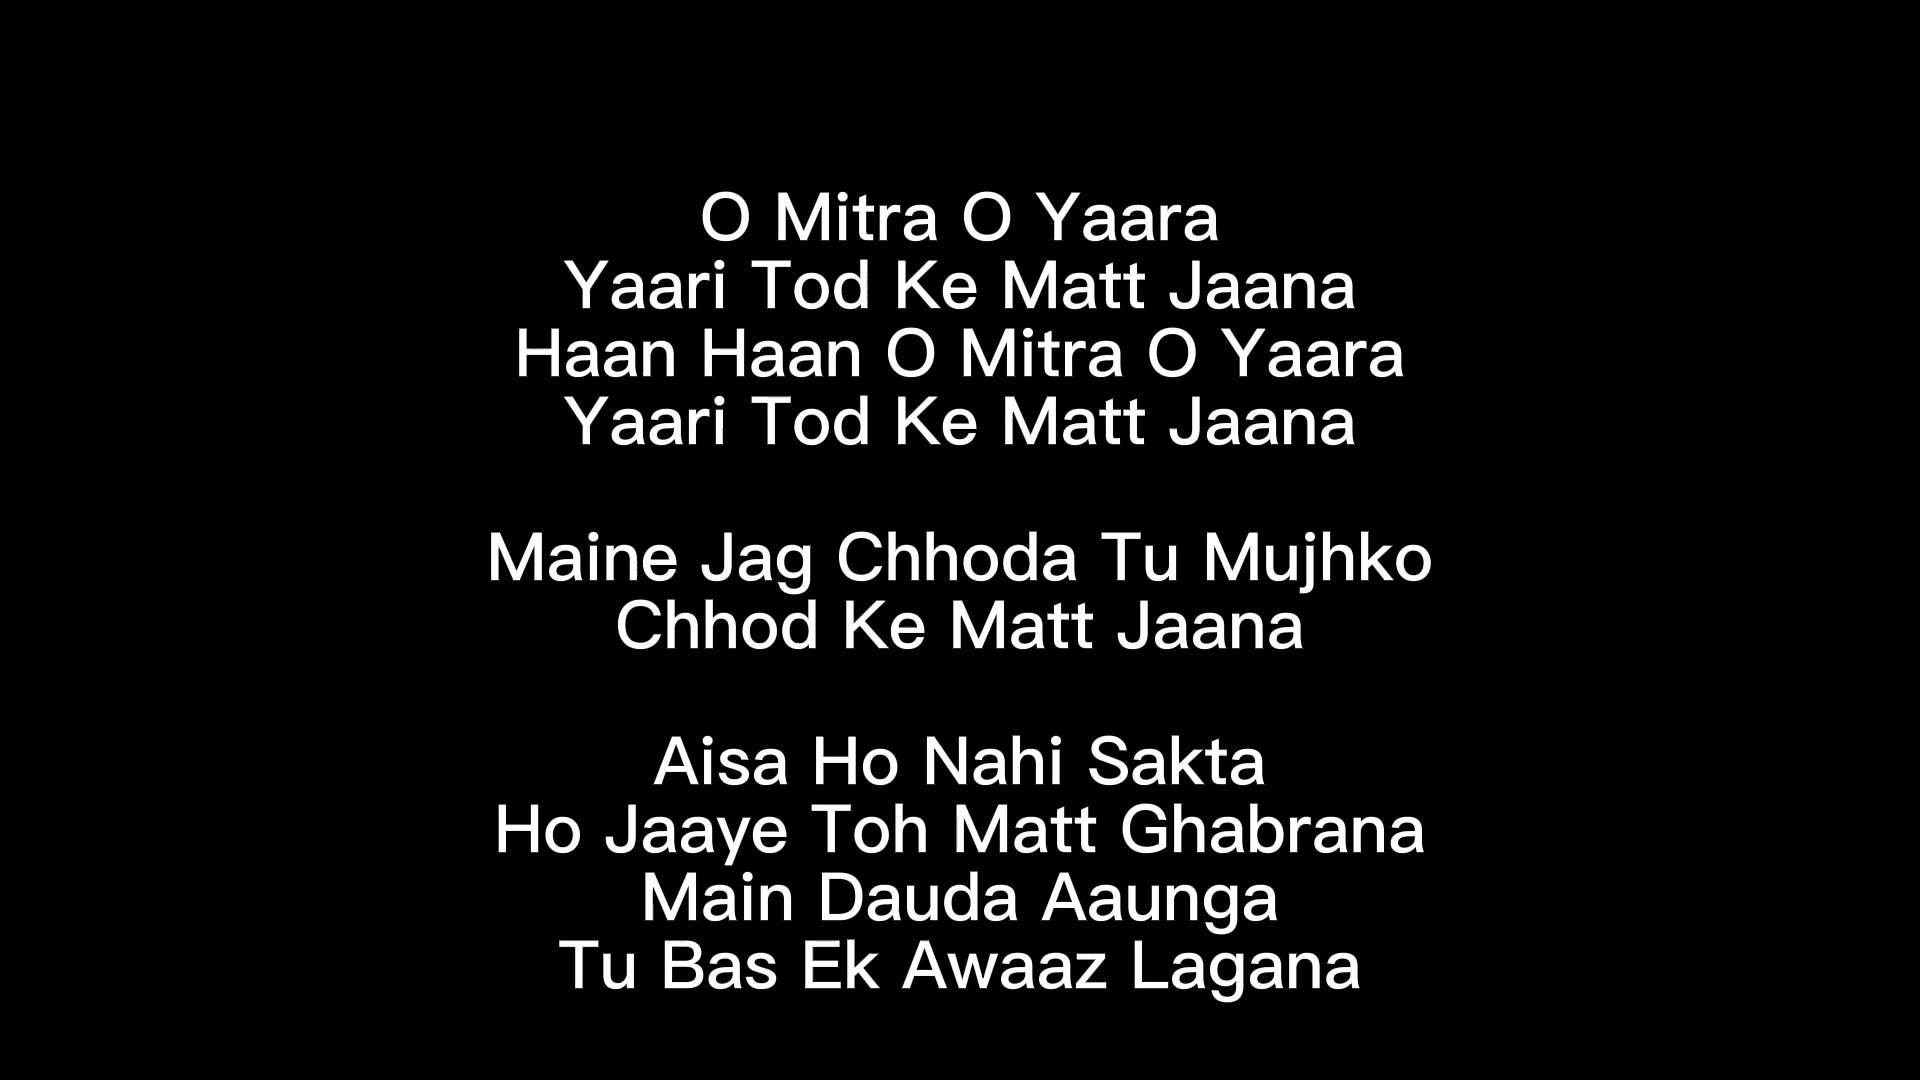 O Mitra O Yaara
Yaari Tod Ke Matt Jaana
Haan Haan O Mitra O Yaara
Yaari Tod Ke Matt Jaana
Maine Jag Chhoda Tu Mujhko
Chhod Ke Matt Jaana
Aisa Ho Nahi Sakta
Ho Jaaye Toh Matt Ghabrana
Main Dauda Aaunga
Tu Bas Ek Awaaz Lagana